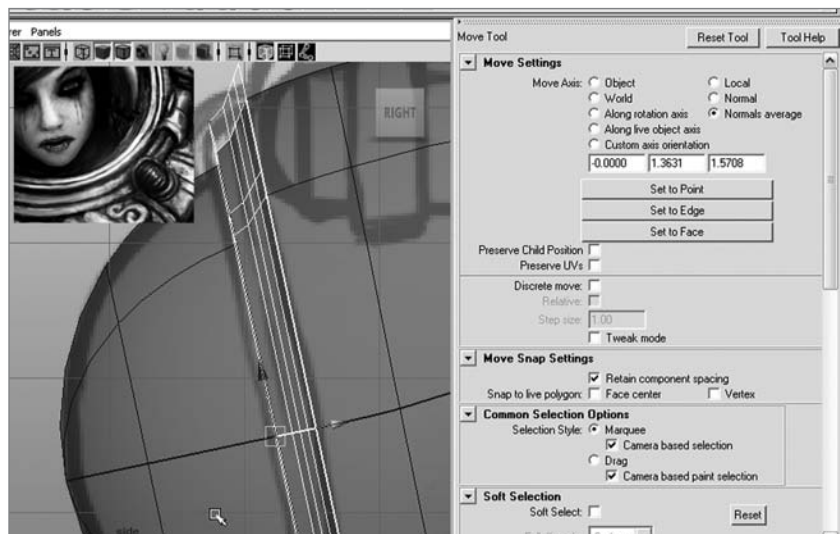 rer Panels
RIGHT
side
Move Tool
Reset Tool
Tool Help
Move Settings
Move Axis: Object Local
World Normal
Along rotation axis Normals average
Along live object axis
Custom axis orientation
-0.0000 1.3631 1.5708
Set to Point
Set to Edge
Set to Face
Preserve Child Position
Preserve UVs
Discrete move:
Relative:
Step size: 1.00
Tweak mode
Move Snap Settings
Retain component spacing
Snap to live polygon: Face center Vertex
Common Selection Options
Selection Style: Marquee
Camera based selection
Drag
Camera based paint selection
Soft Selection
Soft Select: Reset